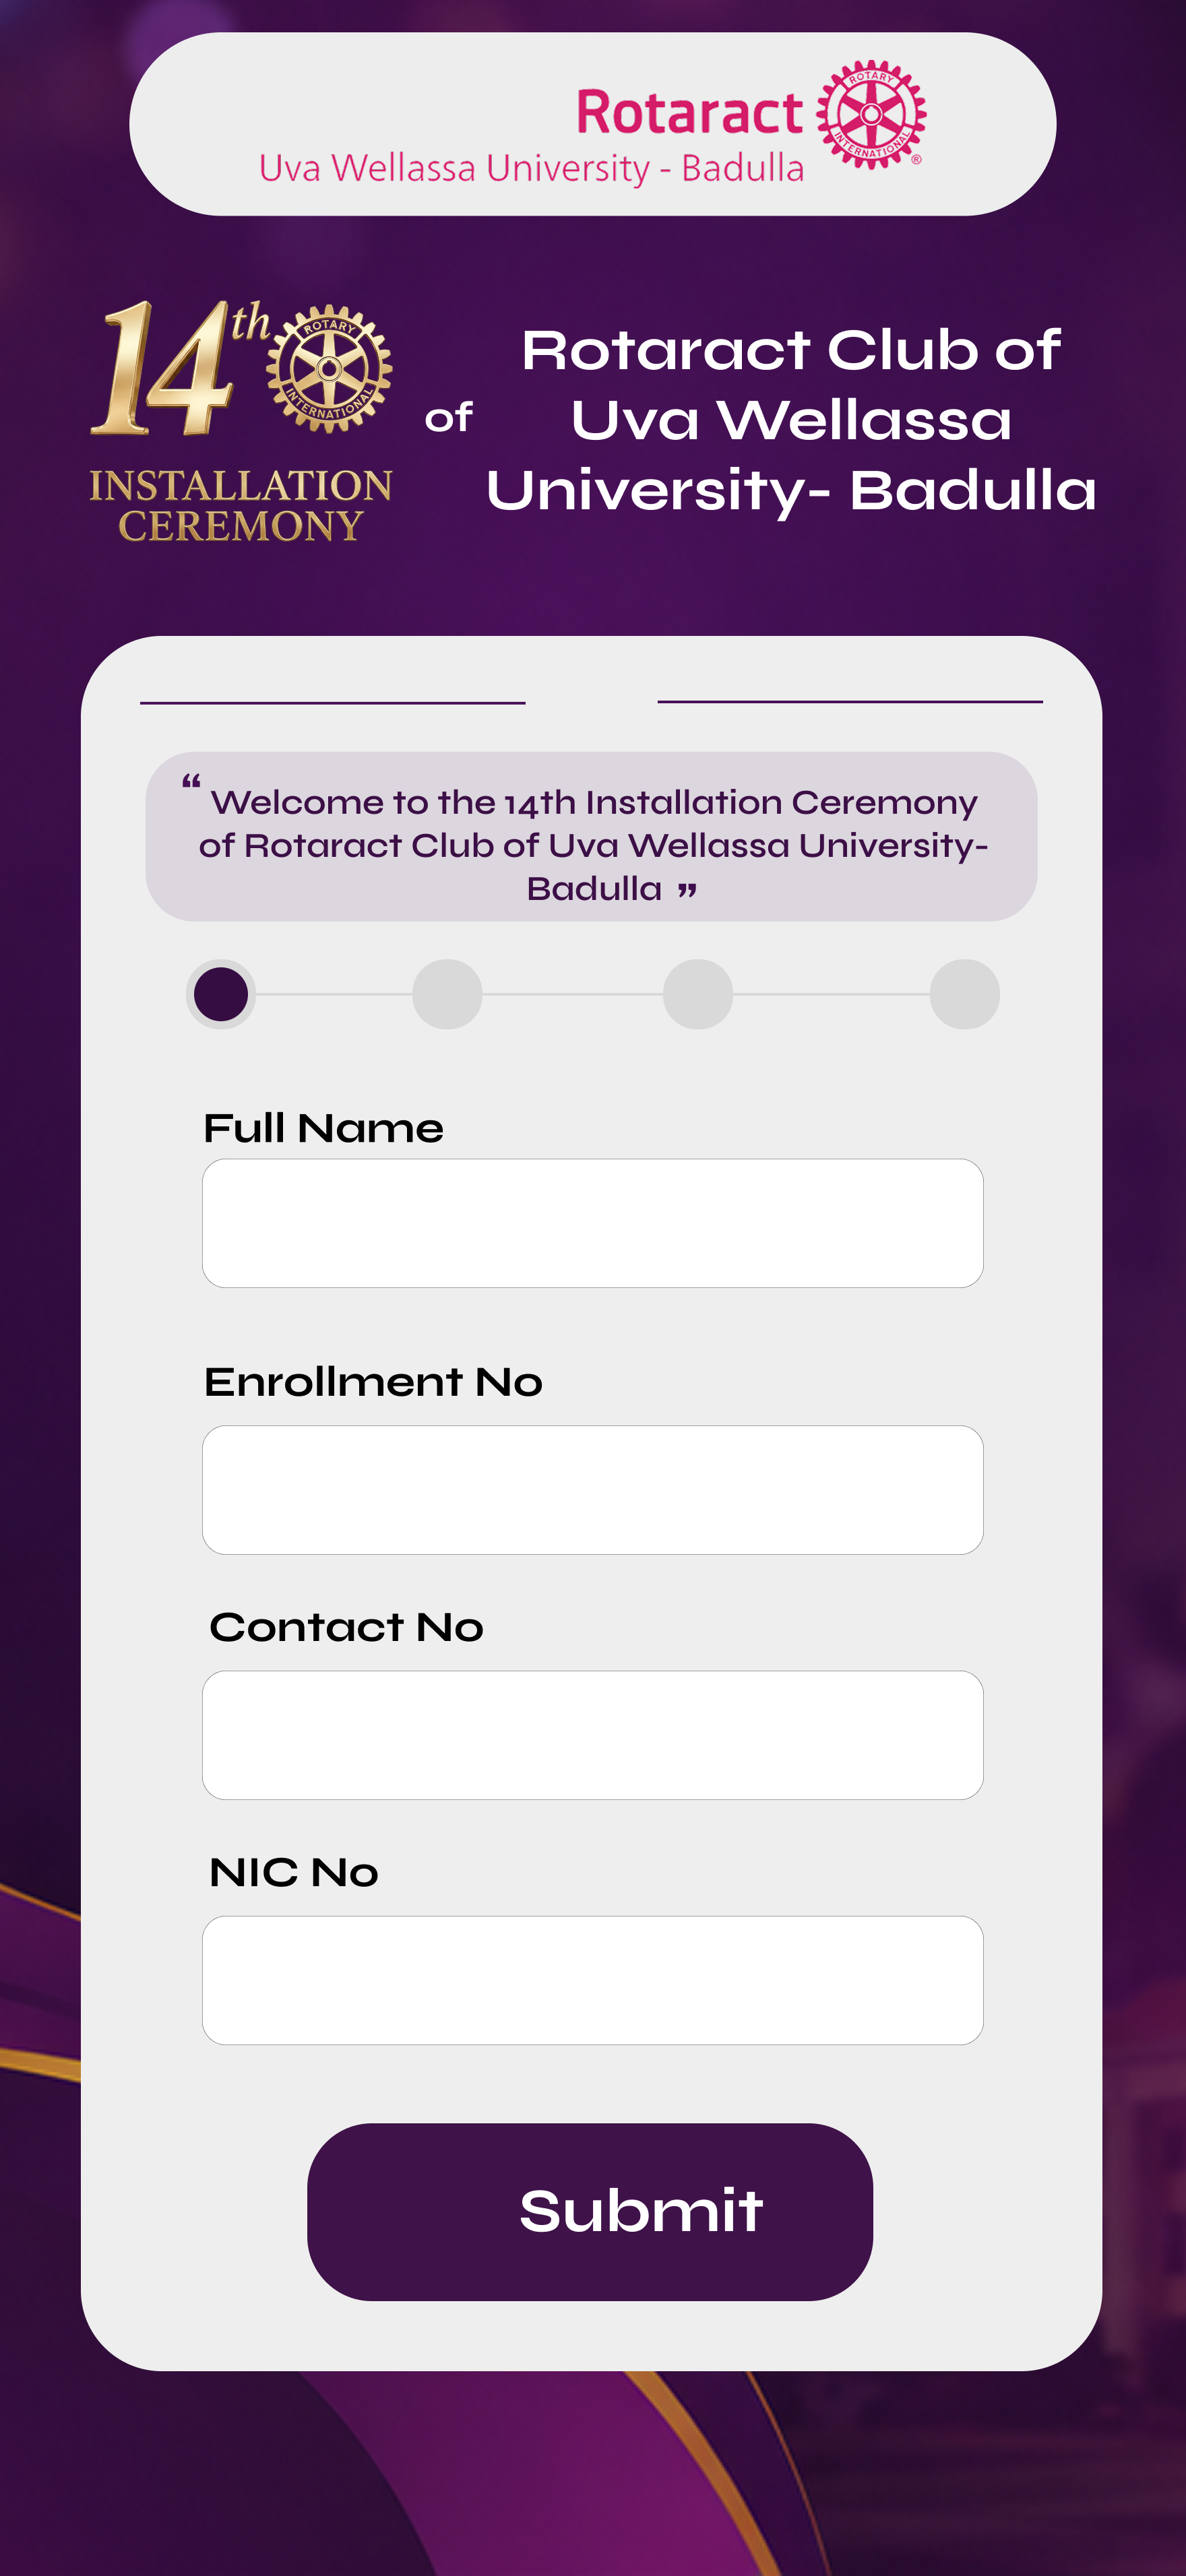 Rotaract
Uva Wellassa University - Badulla
ROTARY
INTERNATIONAL
®
14th
ROTARY
INTERNATIONAL
INSTALLATION
CEREMONY
of
Rotaract Club of
Uva Wellassa
University- Badulla
“ Welcome to the 14th Installation Ceremony
of Rotaract Club of Uva Wellassa University-
Badulla ”
Full Name
Enrollment No
Contact No
NIC No
Submit